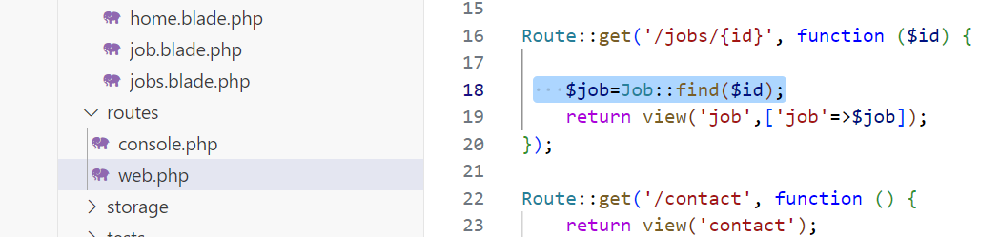 home.blade.php
job.blade.php
jobs.blade.php
routes
console.php
web.php
storage
tests
15
16 Route::get('/jobs/{id}', function ($id) {
17
18 $job=Job::find($id);
19 return view('job',['job'=>$job]);
20 });
21
22 Route::get('/contact', function () {
23 return view('contact');